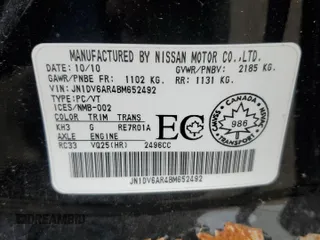 MANUFACTURED BY NISSAN MOTOR CO.,LTD.
DATE: 10/10 GVWR/PNBV: 2185 KG.
GAWR/PNBE FR: 1102 KG. RR: 1131 KG.
VIN: JN1DV6AR4BM652492
TYPE: PC/VT
ICES/NMB-002
COLOR TRIM TRANS
KH3 G RE7R01A
AXLE ENGINE
RC33 VQ25(HR) 2496CC
EC
CANADA
986
JN1DV6AR4BM652492
DREAMBID